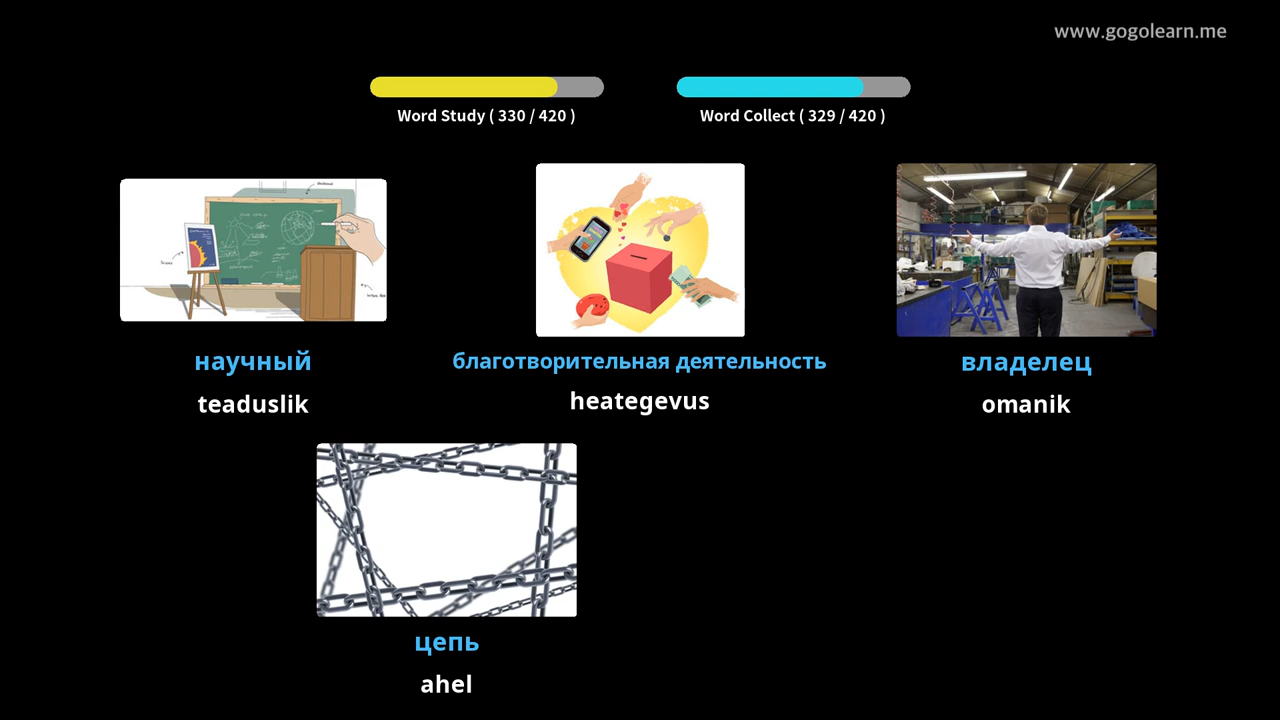 www.gogolearn.me
Word Study ( 330 / 420 )
Word Collect ( 329 / 420 )
научный
благотворительная деятельность
владелец
teaduslik
heategevus
omanik
цепь
ahel